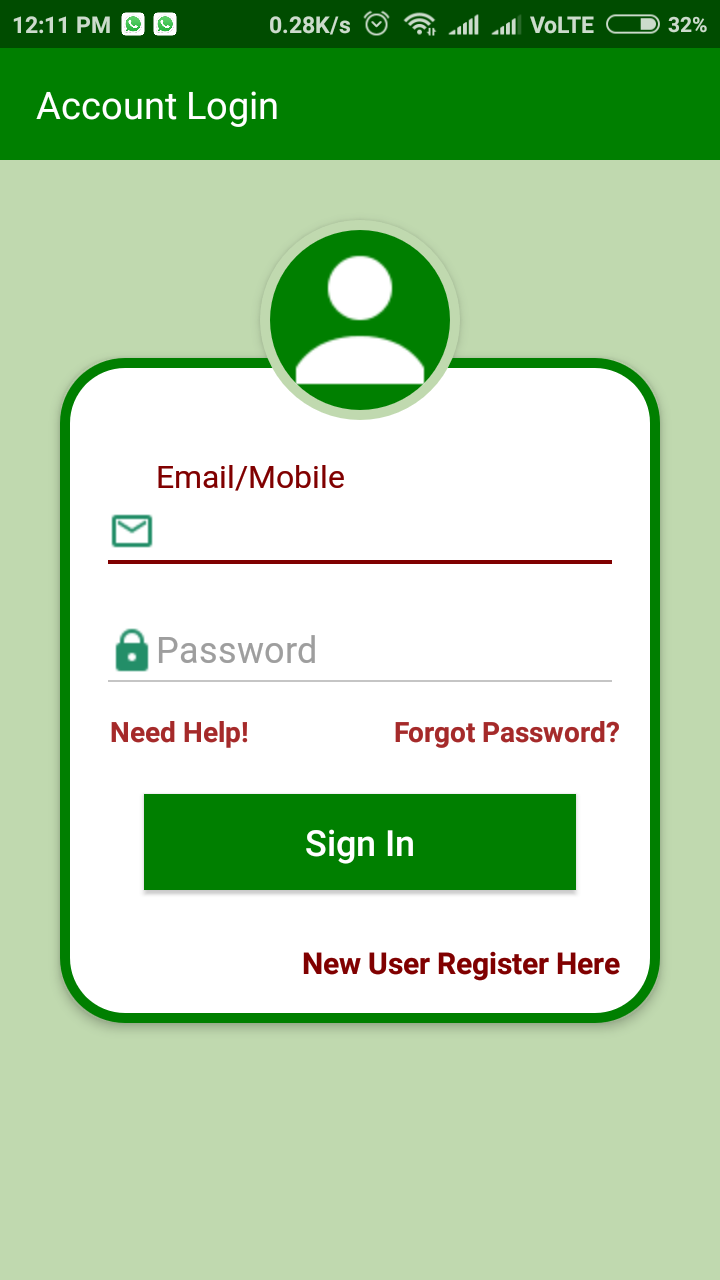 12:11 PM 0.28K/s VoLTE 32%
Account Login
Email/Mobile
Password
Need Help! Forgot Password?
Sign In
New User Register Here